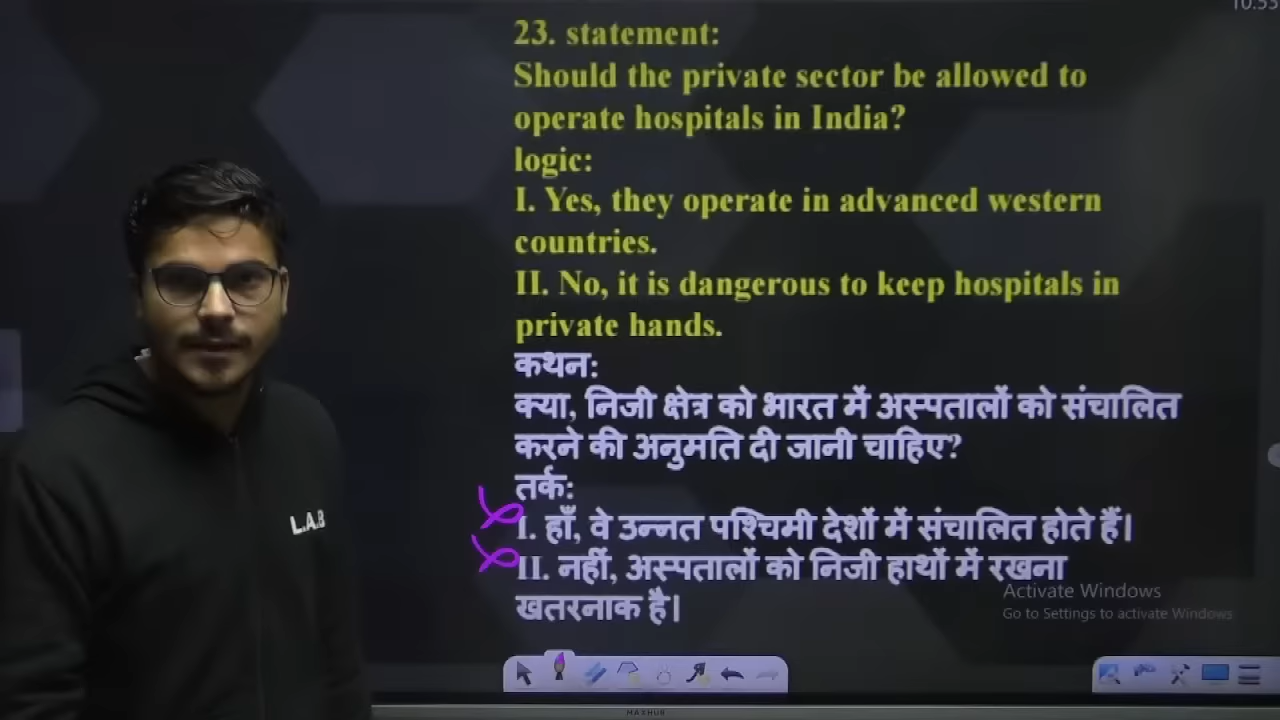 10:53
23. statement:
Should the private sector be allowed to
operate hospitals in India?
logic:
I. Yes, they operate in advanced western
countries.
II. No, it is dangerous to keep hospitals in
private hands.
कथन:
क्या, निजी क्षेत्र को भारत में अस्पतालों को संचालित
करने की अनुमति दी जानी चाहिए?
तर्क:
I. हाँ, वे उन्नत पश्चिमी देशों में संचालित होते हैं।
II. नहीं, अस्पतालों को निजी हाथों में रखना
खतरनाक है।
L.A.B
Activate Windows
Go to Settings to activate Windows.
MAXHUB